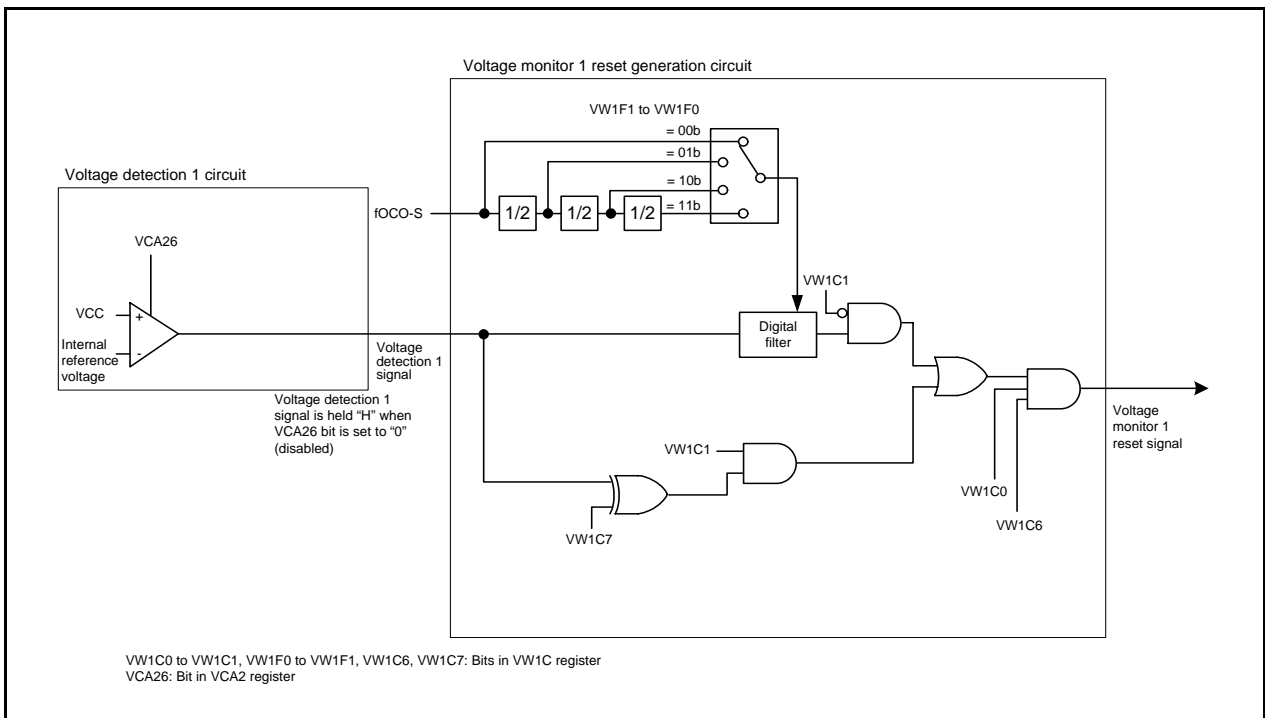 Voltage monitor 1 reset generation circuit
VW1F1 to VW1F0
= 00b
= 01b
= 10b
= 11b
Voltage detection 1 circuit
fOCO-S
1/2
1/2
1/2
VCA26
VW1C1
VCC
+
-
Internal
reference
voltage
Digital
filter
Voltage
detection 1
signal
Voltage detection 1
signal is held “H” when
VCA26 bit is set to “0”
(disabled)
Voltage
monitor 1
reset signal
VW1C1
VW1C0
VW1C6
VW1C7
VW1C0 to VW1C1, VW1F0 to VW1F1, VW1C6, VW1C7: Bits in VW1C register
VCA26: Bit in VCA2 register